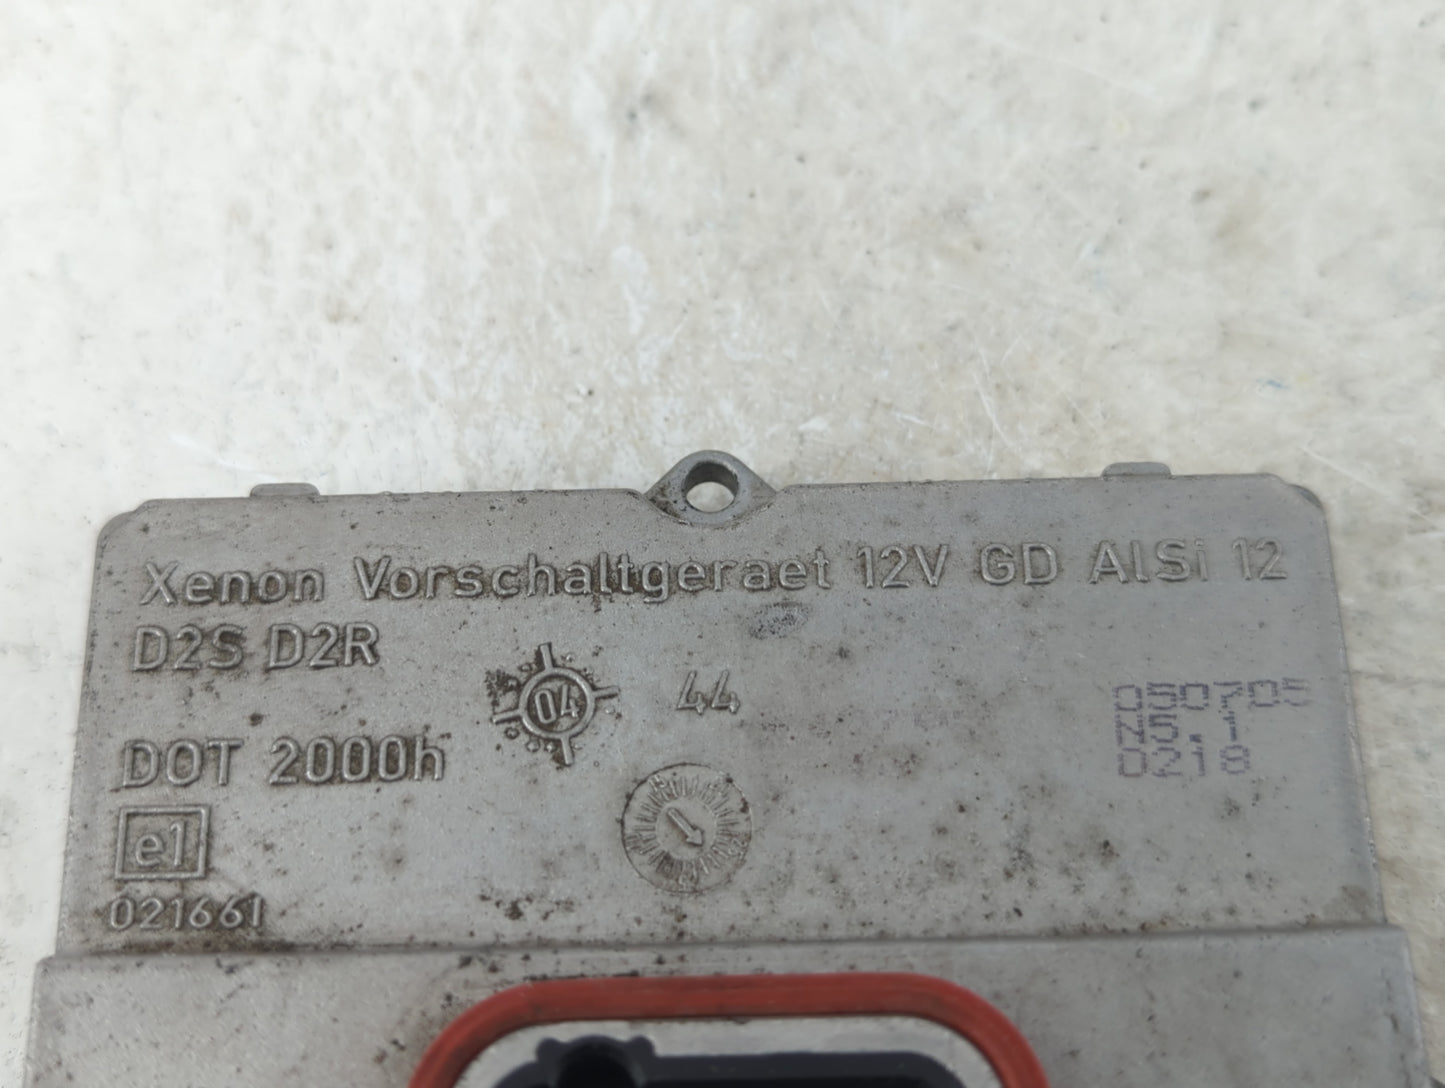 Xenon Vorschaltgeraet 12V GD AlSi 12
D2S D2R
04
44
DOT 2000h
e1
021661
050705
N5.1
0218